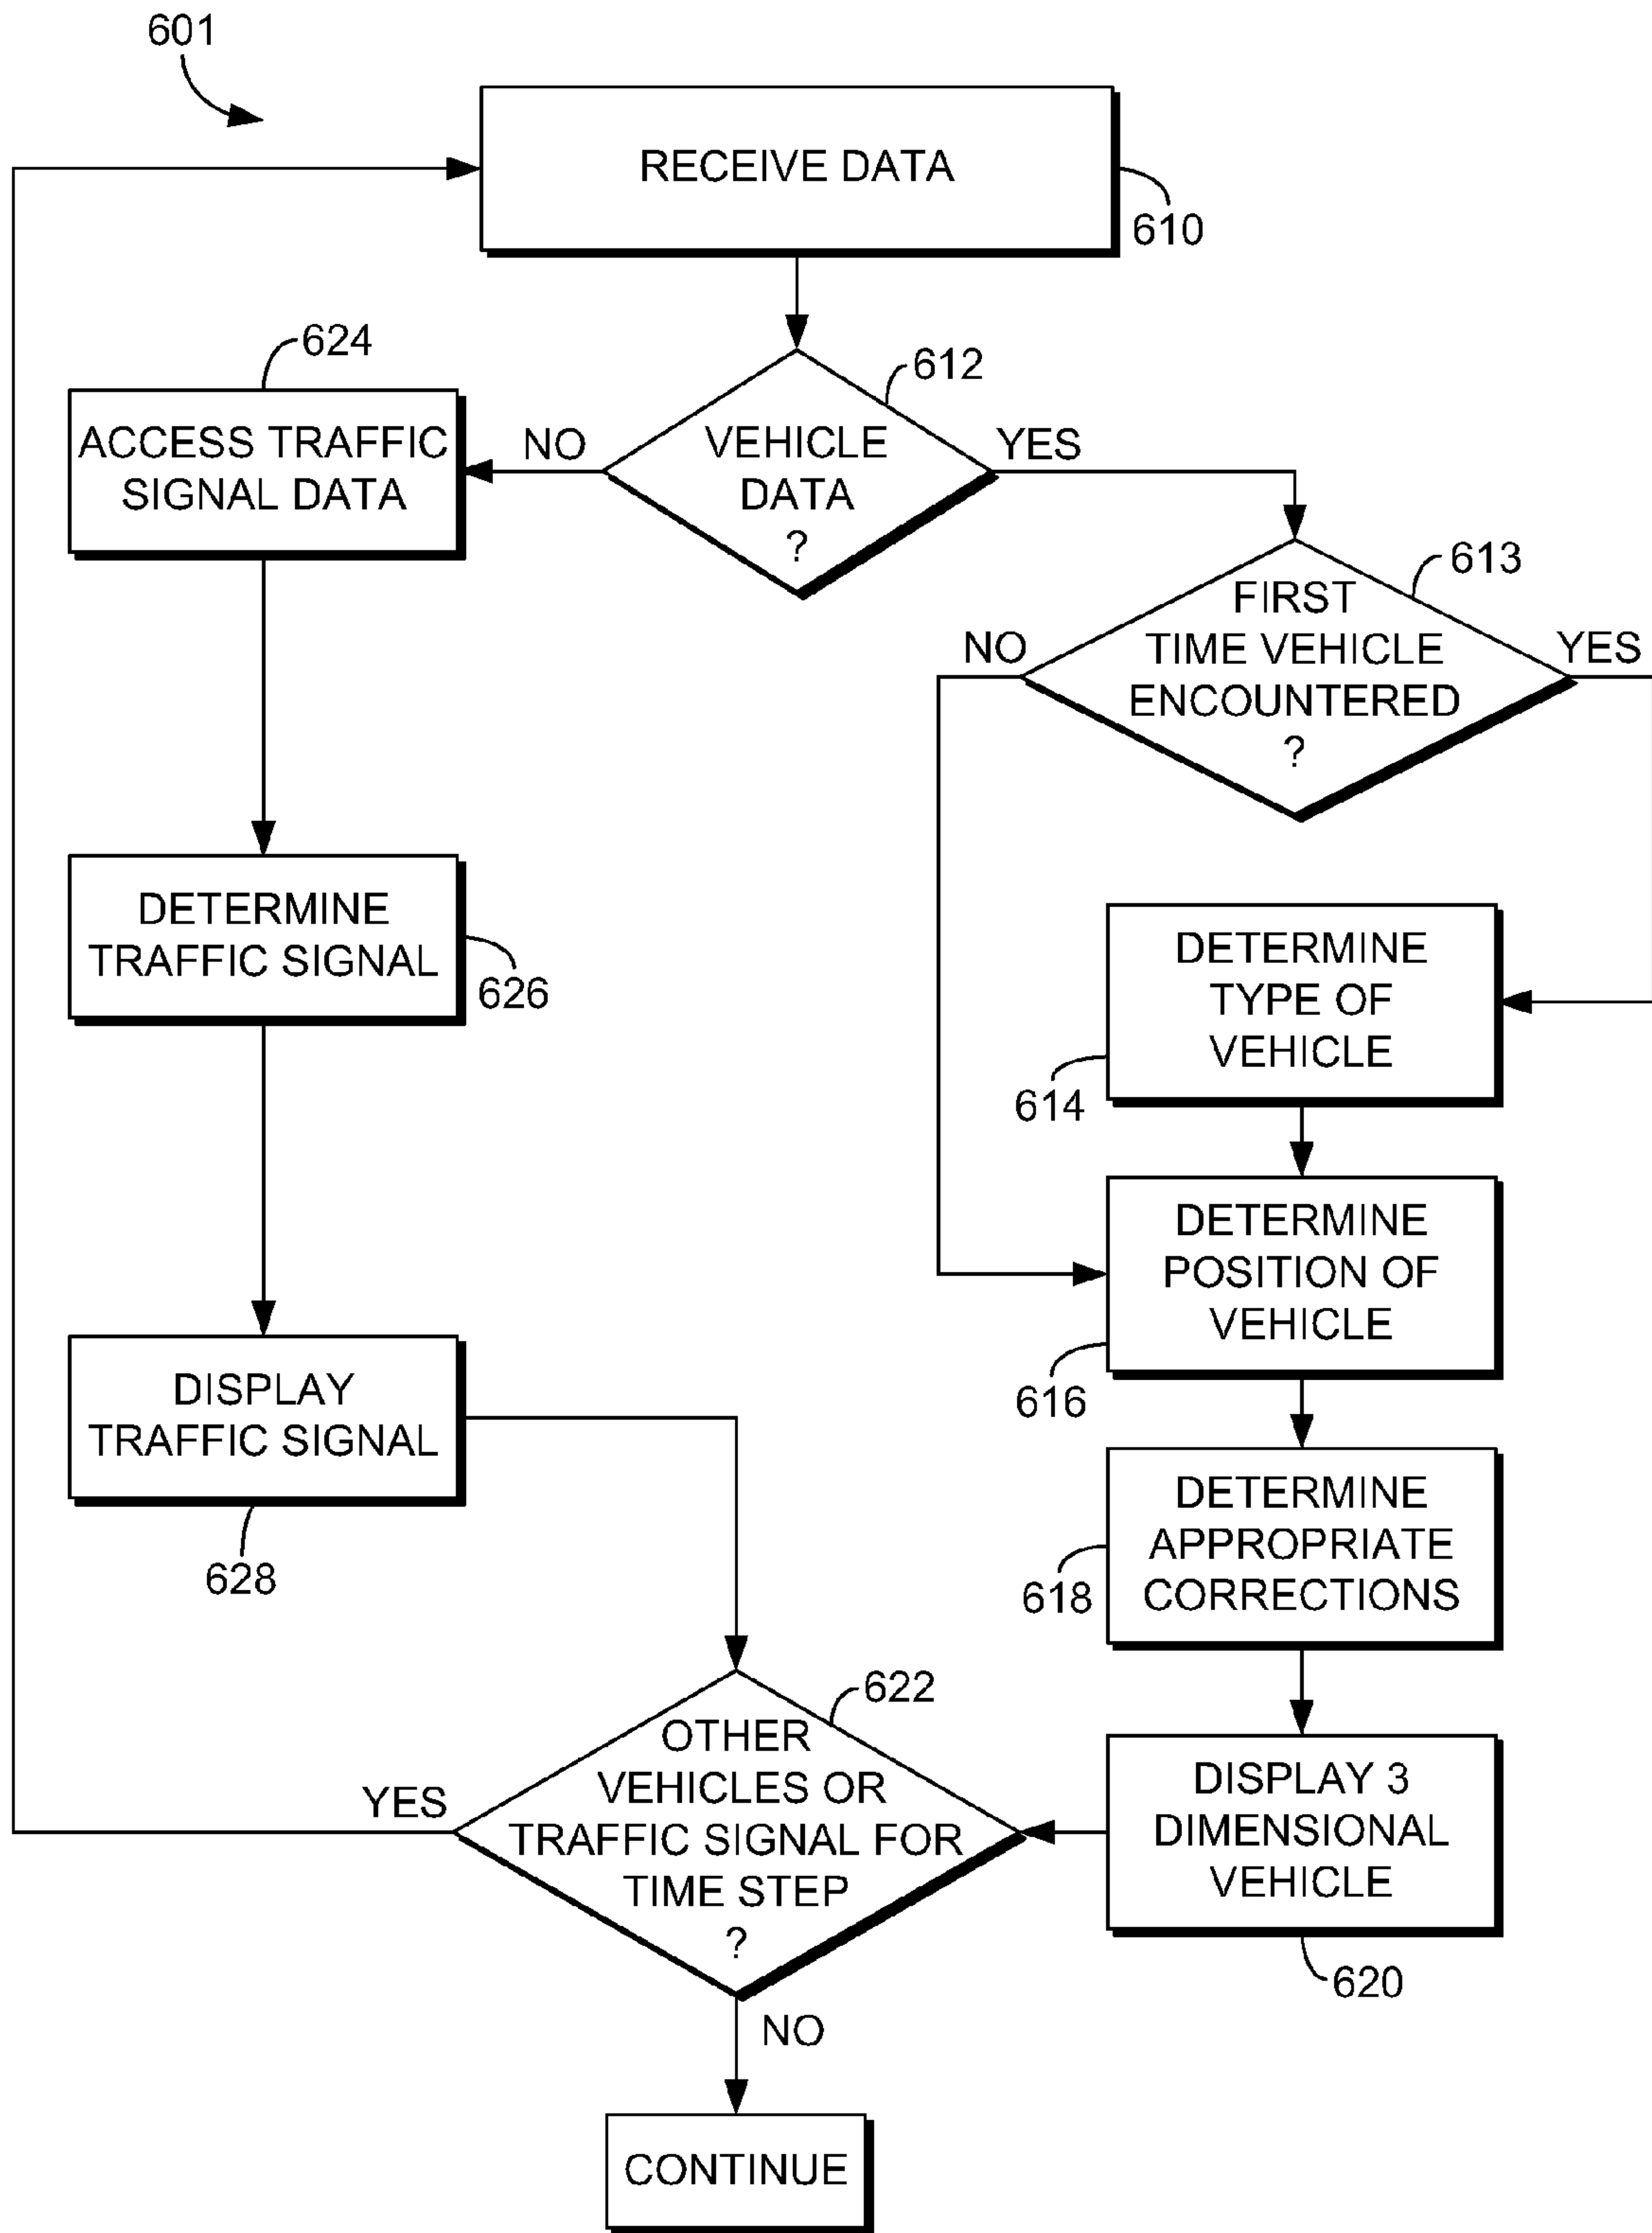 601
RECEIVE DATA
610
624
612
ACCESS TRAFFIC
SIGNAL DATA
NO
VEHICLE
DATA
?
YES
613
FIRST
TIME VEHICLE
ENCOUNTERED
?
NO
YES
DETERMINE
TRAFFIC SIGNAL
626
DETERMINE
TYPE OF
VEHICLE
614
DETERMINE
POSITION OF
VEHICLE
616
DISPLAY
TRAFFIC SIGNAL
628
DETERMINE
APPROPRIATE
CORRECTIONS
618
622
OTHER
VEHICLES OR
TRAFFIC SIGNAL FOR
TIME STEP
?
YES
DISPLAY 3
DIMENSIONAL
VEHICLE
620
NO
CONTINUE